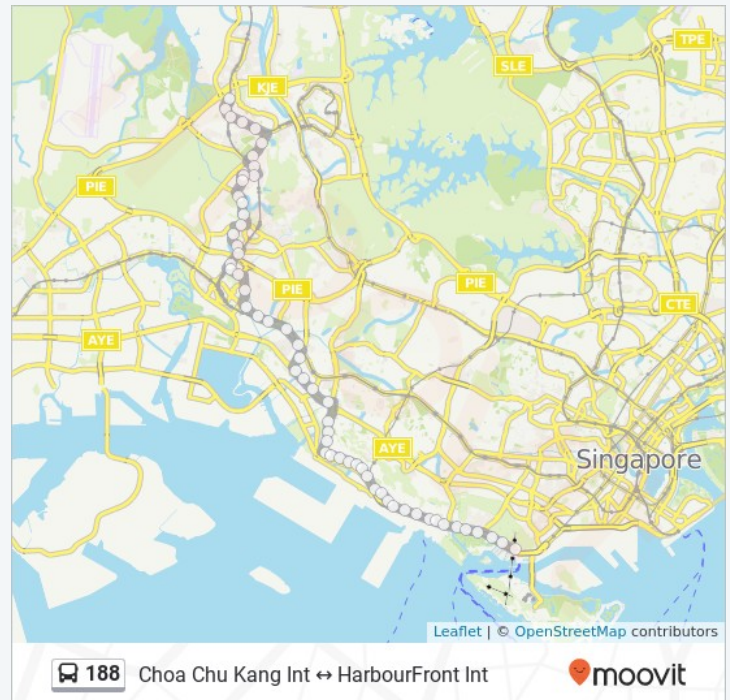 TPE
SLE
KJE
PIE
PIE
PIE
CTE
AYE
AYE
Singapore
Leaflet | © OpenStreetMap contributors
188 Choa Chu Kang Int ↔ HarbourFront Int moovit